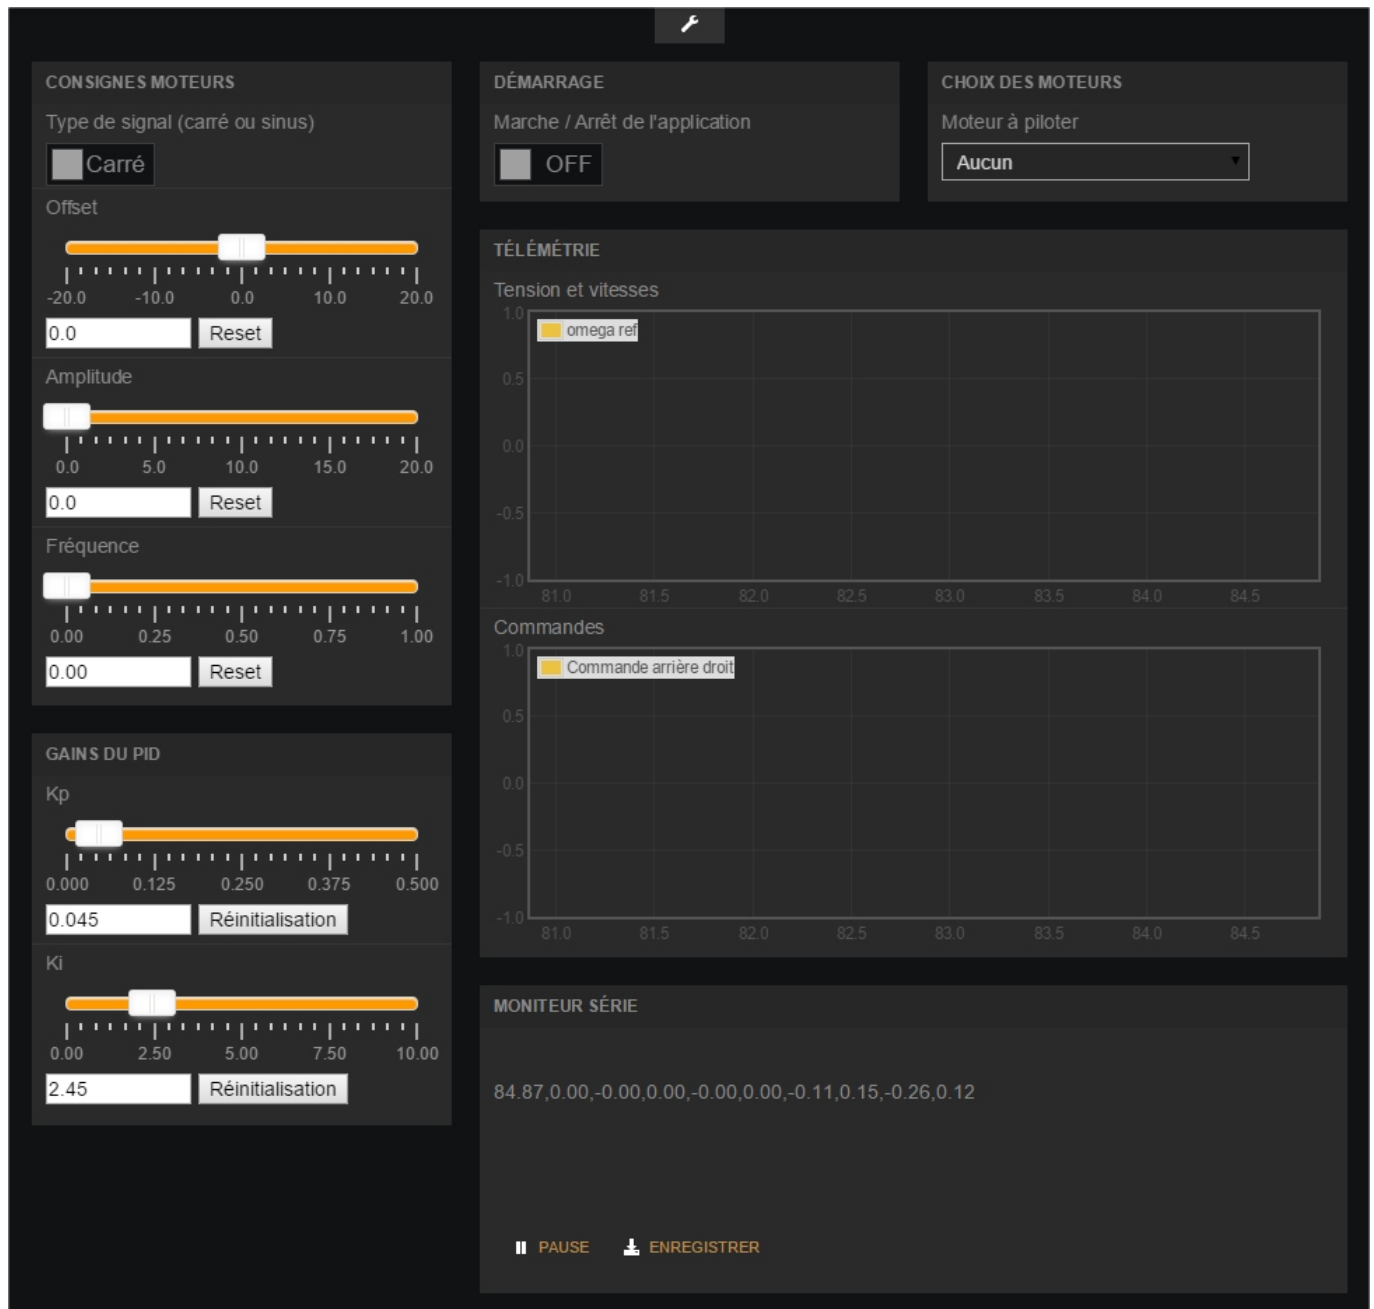 CONSIGNES MOTEURS
Type de signal (carré ou sinus)
Carré
Offset
-20.0 -10.0 0.0 10.0 20.0
0.0 Reset
Amplitude
0.0 5.0 10.0 15.0 20.0
0.0 Reset
Fréquence
0.00 0.25 0.50 0.75 1.00
0.00 Reset
GAINS DU PID
Kp
0.000 0.125 0.250 0.375 0.500
0.045 Réinitialisation
Ki
0.00 2.50 5.00 7.50 10.00
2.45 Réinitialisation
DÉMARRAGE
Marche / Arrêt de l'application
OFF
CHOIX DES MOTEURS
Moteur à piloter
Aucun
TÉLÉMÉTRIE
Tension et vitesses
1.0
omega ref
0.5
0.0
-0.5
-1.0
81.0 81.5 82.0 82.5 83.0 83.5 84.0 84.5
Commandes
1.0
Commande arrière droit
0.5
0.0
-0.5
-1.0
81.0 81.5 82.0 82.5 83.0 83.5 84.0 84.5
MONITEUR SÉRIE
84.87,0.00,-0.00,0.00,-0.00,0.00,-0.11,0.15,-0.26,0.12
PAUSE ENREGISTRER